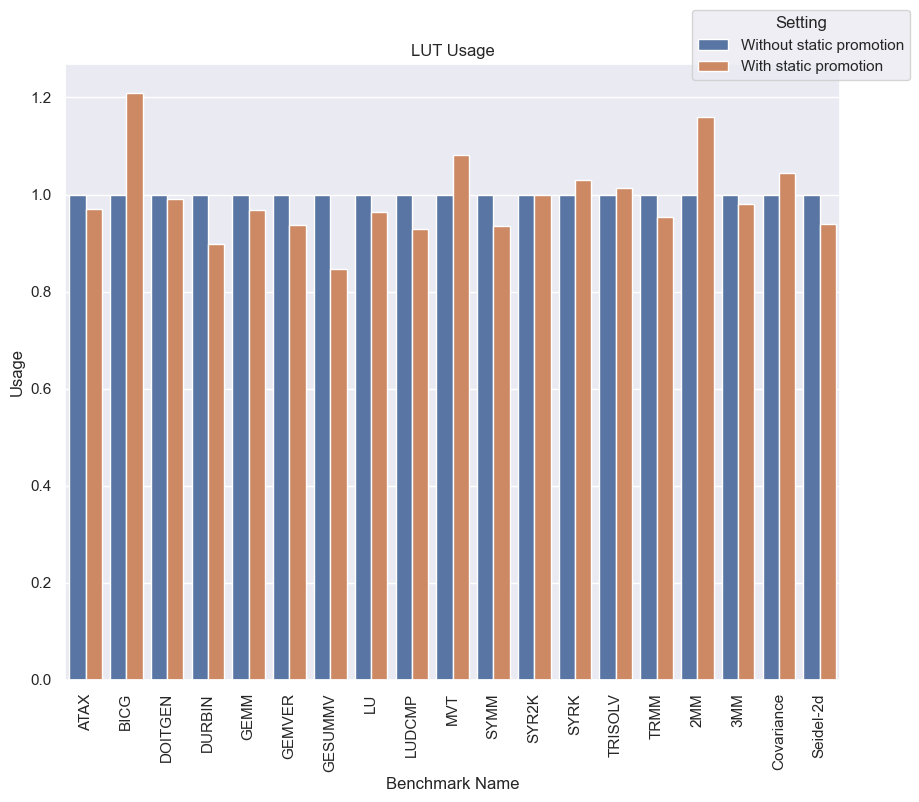 Setting
Without static promotion
With static promotion
LUT Usage
Usage
1.2
1.0
0.8
0.6
0.4
0.2
0.0
ATAX
BICG
DOITGEN
DURBIN
GEMM
GEMVER
GESUMMV
LU
LUDCMP
MVT
SYMM
SYR2K
SYRK
TRISOLV
TRMM
2MM
3MM
Covariance
Seidel-2d
Benchmark Name